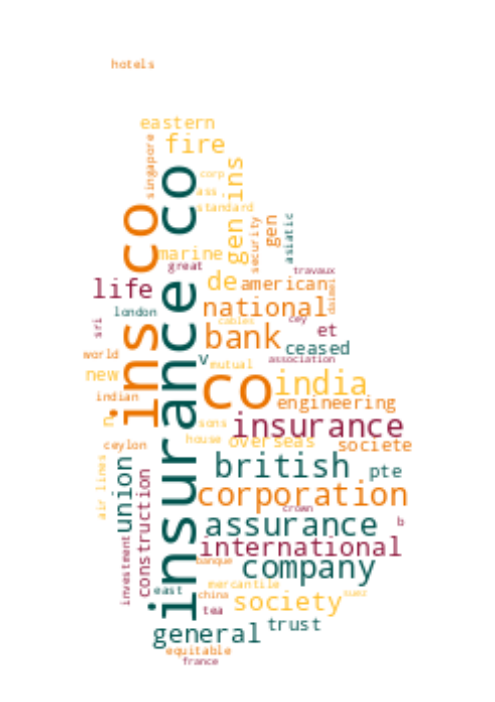 hotels
eastern
fire
singapore
corp
ins
ass
standard
insurance co
ins co
gen
gen
asiatic
security
marine
great
travaux
life
de
american
daimei
london
national
cables
cey
et
sri
bank
ceased
world
v
mutual
association
new
co
india
indian
engineering
n
sons
insurance
house
overseas
societe
ceylon
air lines
union
british
pte
construction
corporation
crown
b
assurance
international
investment
banque
company
east
mercantile
china
suez
tea
society
general
trust
equitable
france